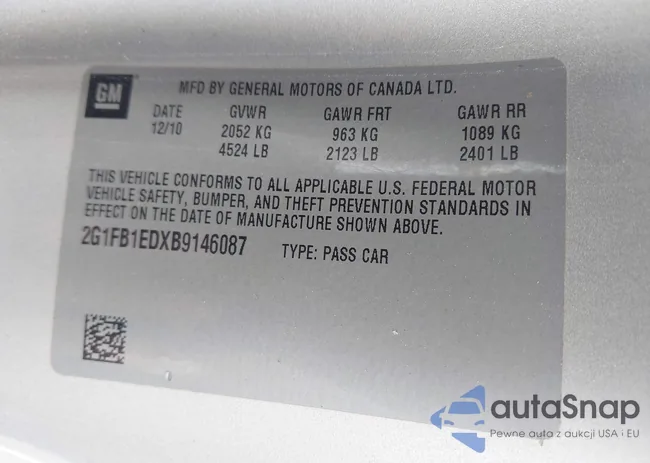 GM
MFD BY GENERAL MOTORS OF CANADA LTD.
DATE GVWR GAWR FRT GAWR RR
12/10 2052 KG 963 KG 1089 KG
4524 LB 2123 LB 2401 LB
THIS VEHICLE CONFORMS TO ALL APPLICABLE U.S. FEDERAL MOTOR
VEHICLE SAFETY, BUMPER, AND THEFT PREVENTION STANDARDS IN
EFFECT ON THE DATE OF MANUFACTURE SHOWN ABOVE.
2G1FB1EDXB9146087 TYPE: PASS CAR
autaSnap
Pewne auta z aukcji USA i EU